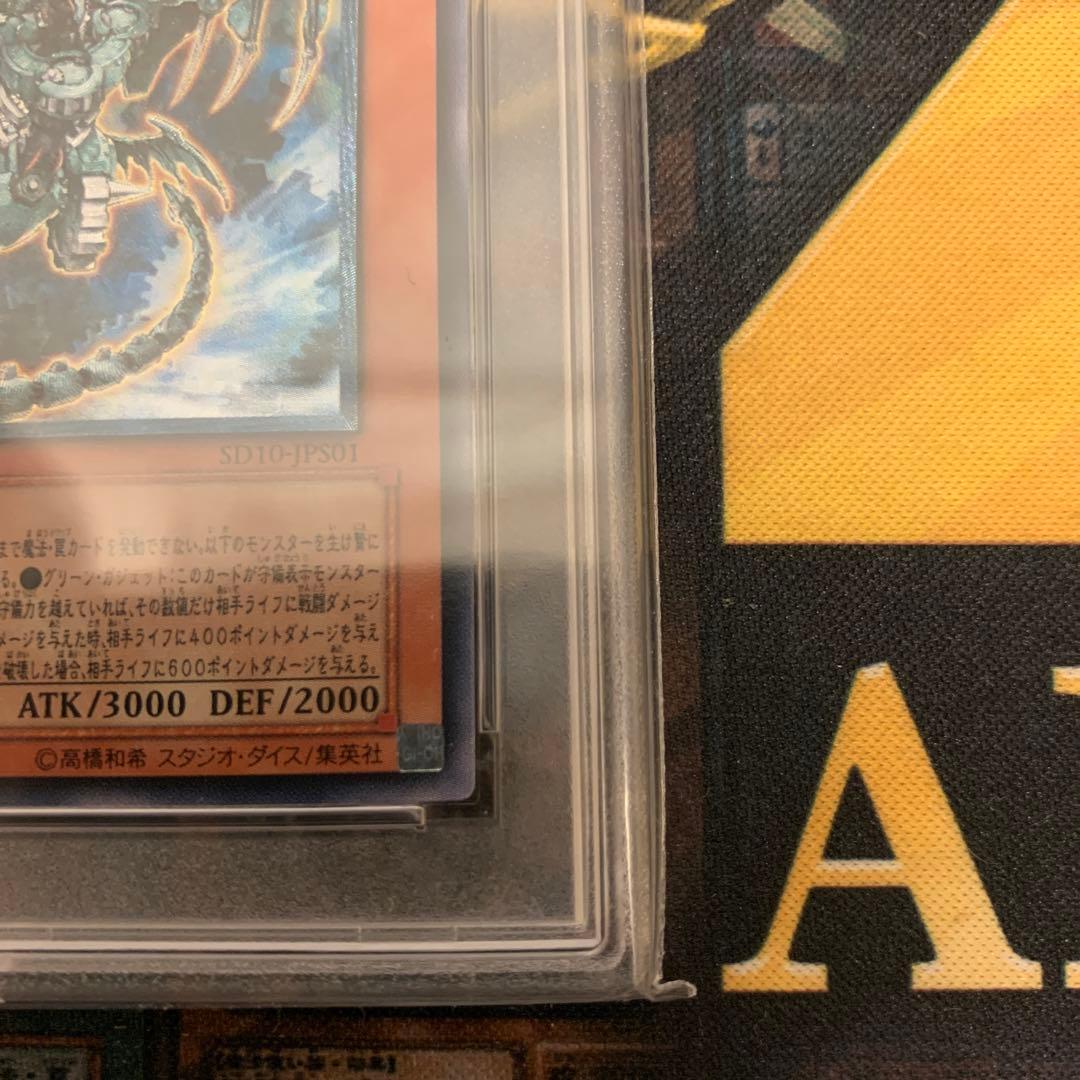 SD10-JPS01
まで魔法・罠カードを発動できない。以下のモンスターを生け贄に
る。●グリーン・ガジェット:このカードが守備表示モンスター
守備力を越えていれば、その数値だけ相手ライフに戦闘ダメージ
メージを与えた時、相手ライフに400ポイントダメージを与え
破壊した場合、相手ライフに600ポイントダメージを与える。
ATK/3000 DEF/2000
©高橋和希 スタジオ・ダイス/集英社
A